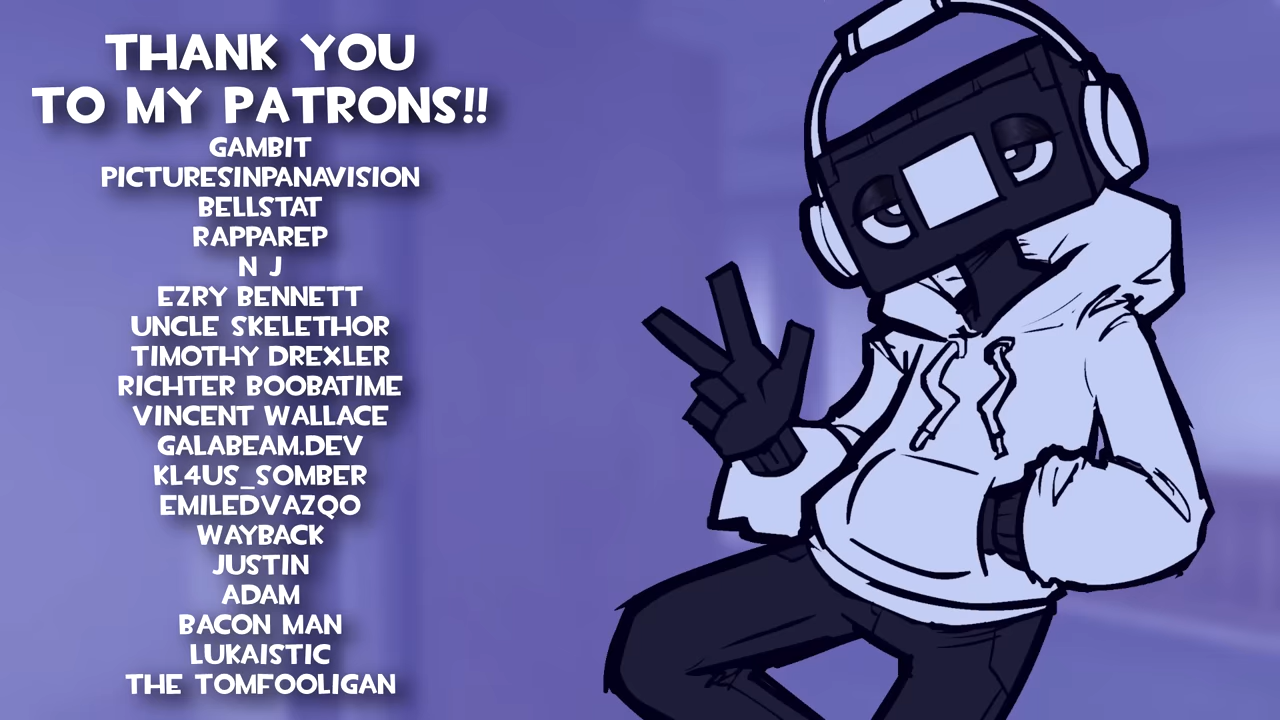 THANK YOU
TO MY PATRONS!!
GAMBIT
PICTURESINPANAVISION
BELLSTAT
RAPPAREP
N J
EZRY BENNETT
UNCLE SKELETHOR
TIMOTHY DREXLER
RICHTER BOOBATIME
VINCENT WALLACE
GALABEAM.DEV
KL4US_SOMBER
EMILEDVAZQO
WAYBACK
JUSTIN
ADAM
BACON MAN
LUKAISTIC
THE TOMFOOLIGAN